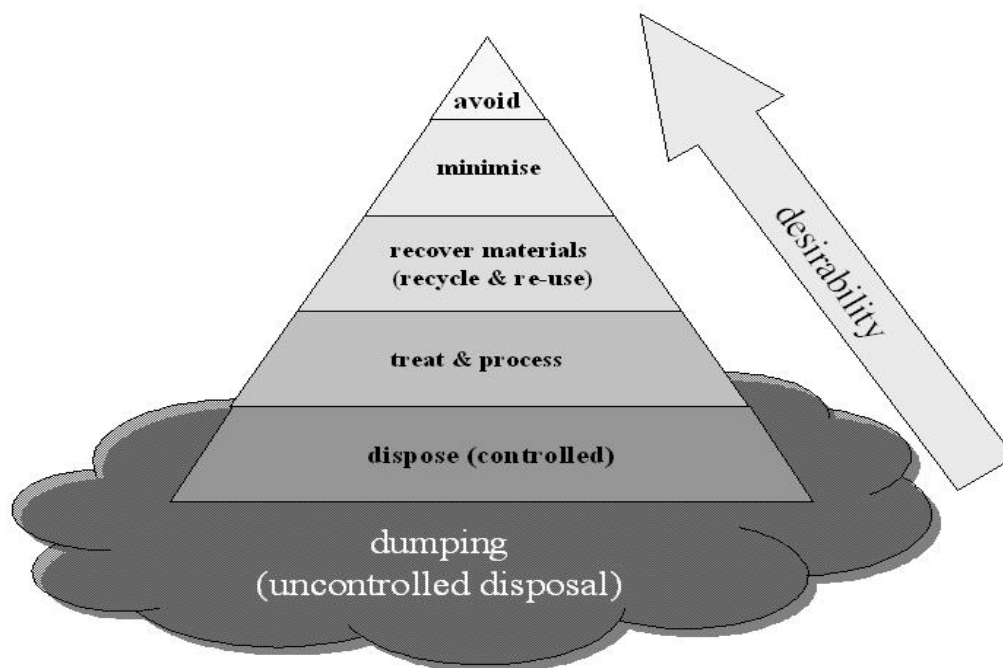 avoid
minimise
recover materials
(recycle & re-use)
treat & process
dispose (controlled)
dumping
(uncontrolled disposal)
desirability